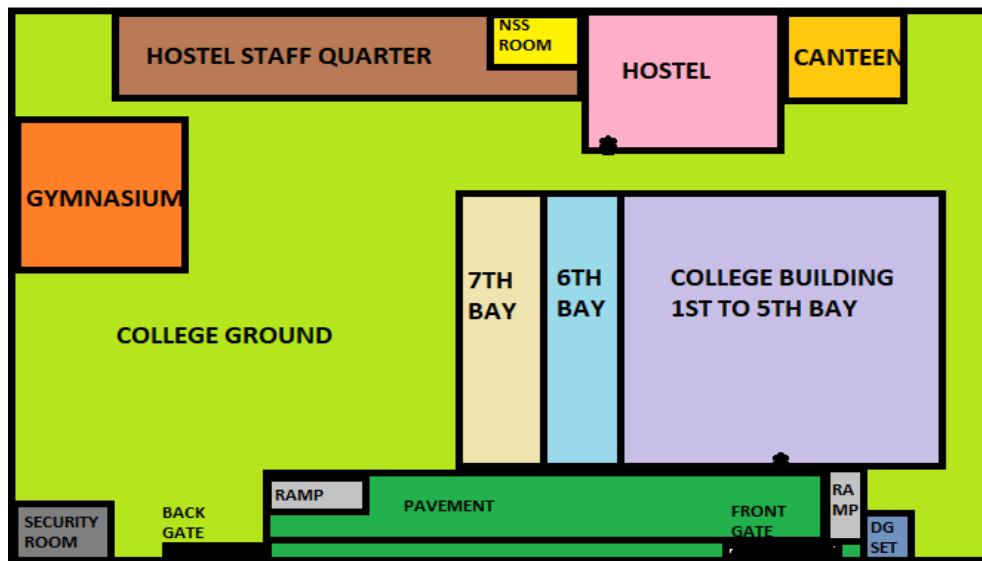 NSS
ROOM
HOSTEL STAFF QUARTER
HOSTEL
CANTEEN
GYMNASIUM
7TH
BAY
6TH
BAY
COLLEGE BUILDING
1ST TO 5TH BAY
COLLEGE GROUND
RAMP
PAVEMENT
RA
MP
SECURITY
ROOM
BACK
GATE
FRONT
GATE
DG
SET